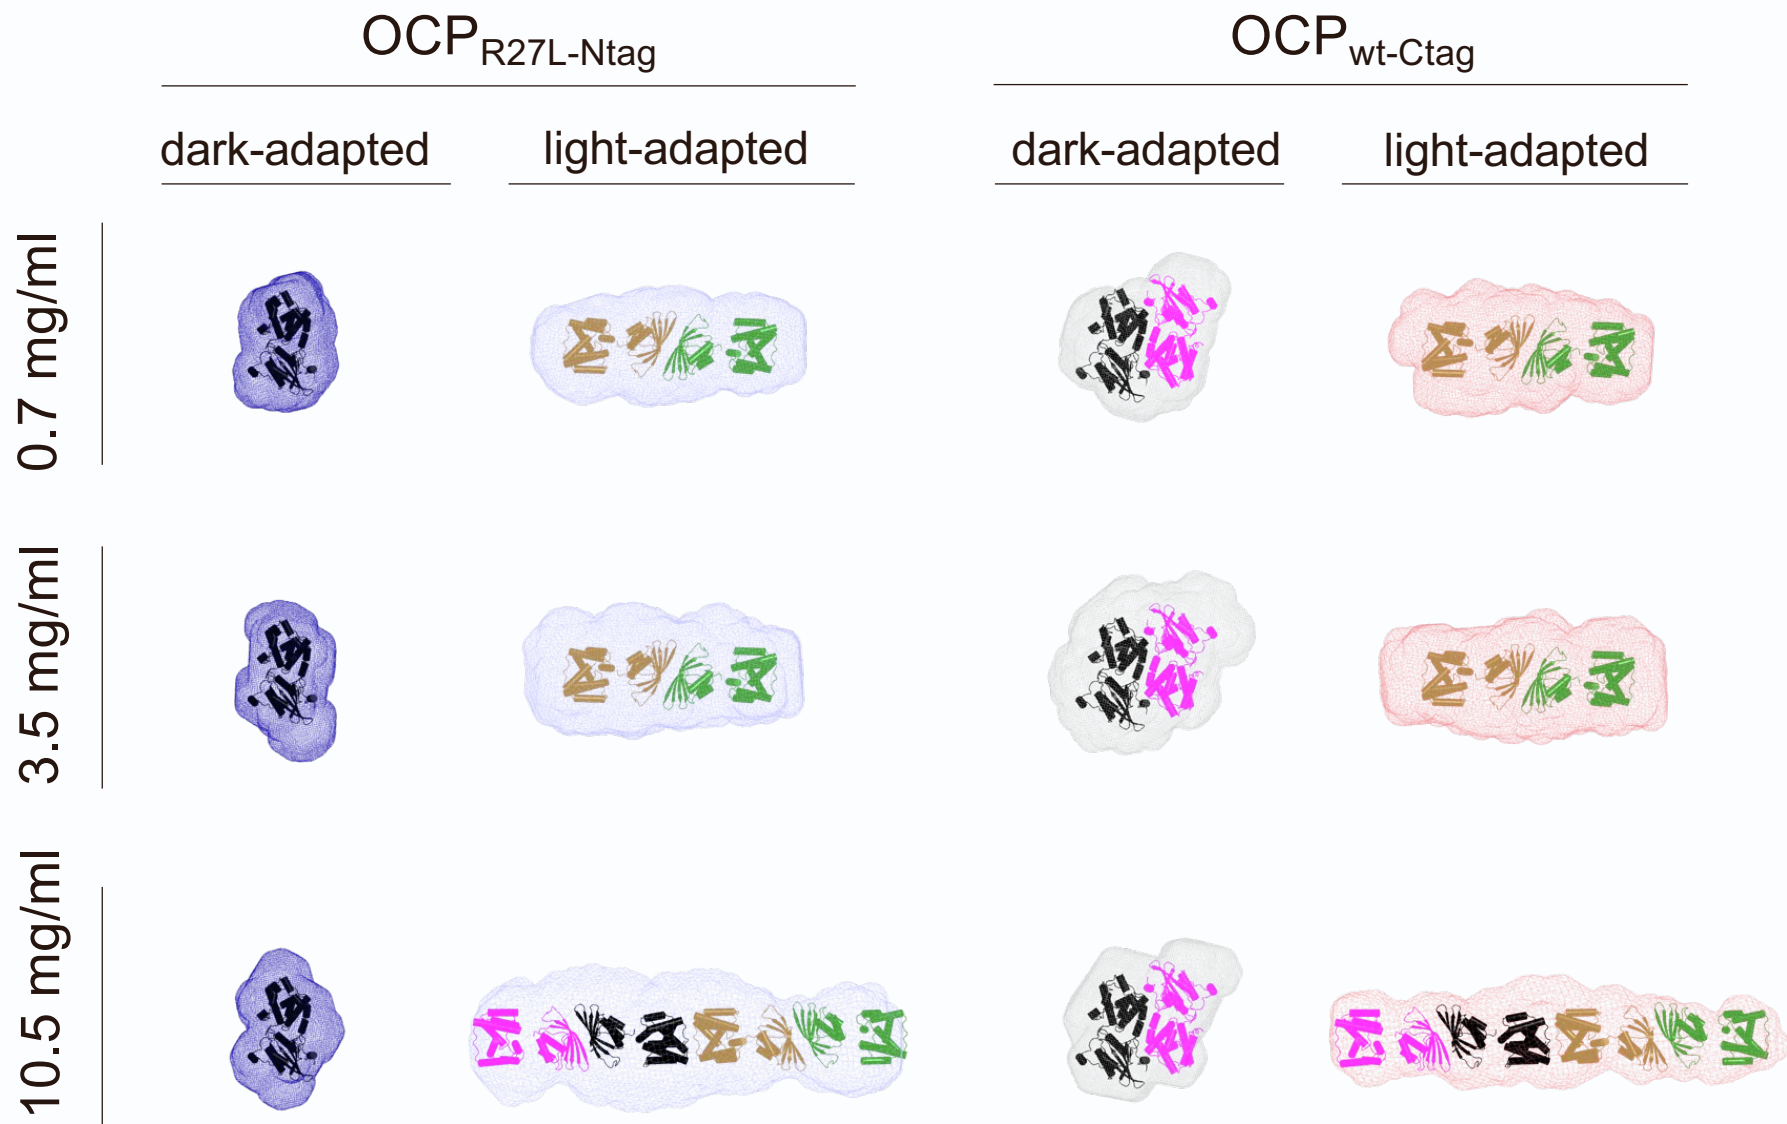 OCPR27L-Ntag OCPwt-Ctag
dark-adapted light-adapted dark-adapted light-adapted
0.7 mg/ml
3.5 mg/ml
10.5 mg/ml